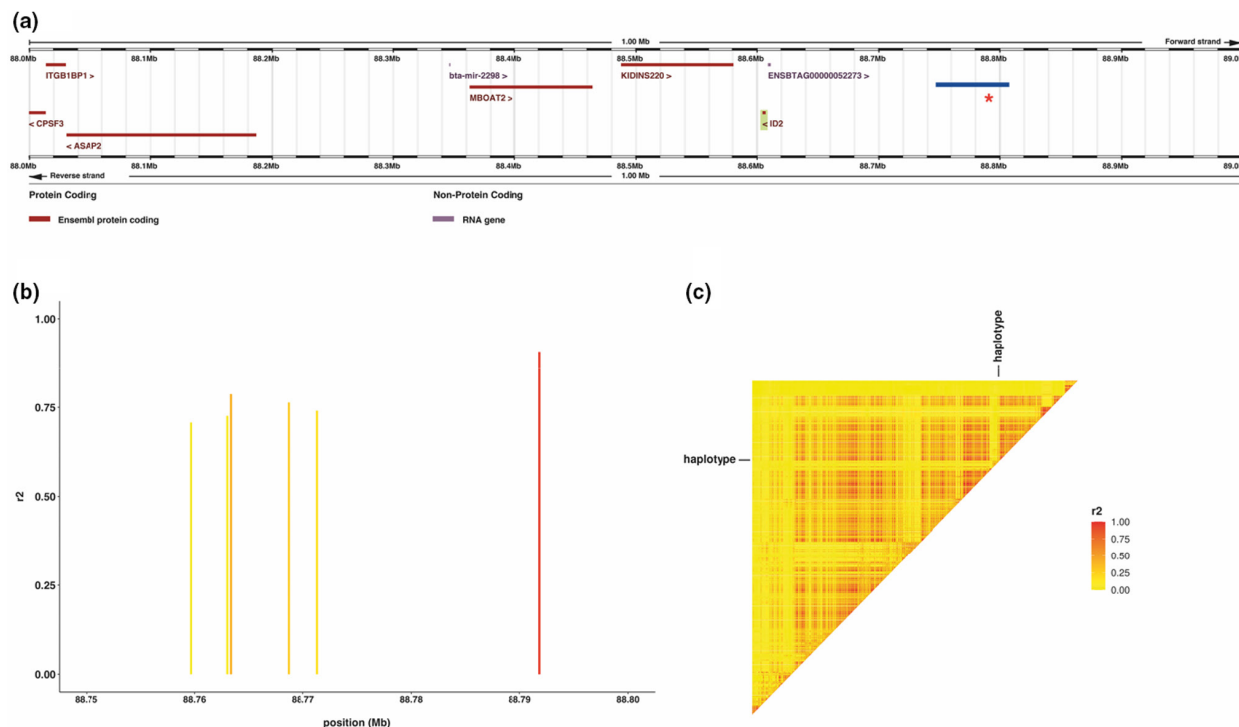 (a)
1.00 Mb
Forward strand
88.0Mb 88.1Mb 88.2Mb 88.3Mb 88.4Mb 88.5Mb 88.6Mb 88.7Mb 88.8Mb 88.9Mb 89.0
ITGB1BP1 >
bta-mir-2298 >
KIDINS220 >
ENSBTAG00000052273 >
MBOAT2 >
*
< CPSF3
< ID2
< ASAP2
88.0Mb 88.1Mb 88.2Mb 88.3Mb 88.4Mb 88.5Mb 88.6Mb 88.7Mb 88.8Mb 88.9Mb 89.0
Reverse strand
1.00 Mb
Protein Coding
Non-Protein Coding
Ensembl protein coding
RNA gene
(b)
1.00
0.75
0.50
0.25
0.00
r2
88.75 88.76 88.77 88.78 88.79 88.80
position (Mb)
(c)
haplotype
haplotype
r2
1.00
0.75
0.50
0.25
0.00